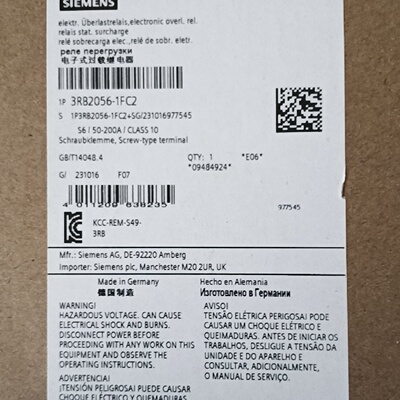 SIEMENS
elektr. Überlastrelais,electronic overl. rel.
relais stat. surcharge
relé sobrecarga elec.,relé de sobr. eletr.
реле перегрузки
电子式过载继电器
1P 3RB2056-1FC2
S 1P3RB2056-1FC2+SG/231016977545
S6 / 50-200A / CLASS 10
Schraubklemme, Screw-type terminal
GB/T14048.4 QTY: 1 *E06*
*09484924*
G/ 231016 F07
4 011209 838235
977545
KCC-REM-S49-
3RB
Mfr.: Siemens AG, DE-92220 Amberg
Importer: Siemens plc, Manchester M20 2UR, UK
Made in Germany Hecho en Alemania
德国制造 Изготовлено в Германии
WARNING!
HAZARDOUS VOLTAGE. CAN CAUSE
ELECTRICAL SHOCK AND BURNS.
DISCONNECT POWER BEFORE
PROCEEDING WITH ANY WORK ON
THIS EQUIPMENT AND OBSERVE THE
OPERATING INSTRUCTIONS.
AVISO!
TENSÃO ELÉTRICA PERIGOSA! PODE
CAUSAR UM CHOQUE ELÉTRICO E
QUEIMADURAS. ANTES DE INICIAR OS
TRABALHOS, DESLIGUE A TENSÃO DA
UNIDADE E DO APARELHO E
CONSULTAR, ADICIONALMENTE,
O MANUAL DE SERVIÇO.
ADVERTENCIA!
¡TENSIÓN PELIGROSA! PUEDE CAUSAR
CHOQUE ELÉCTRICO Y QUEMADURAS